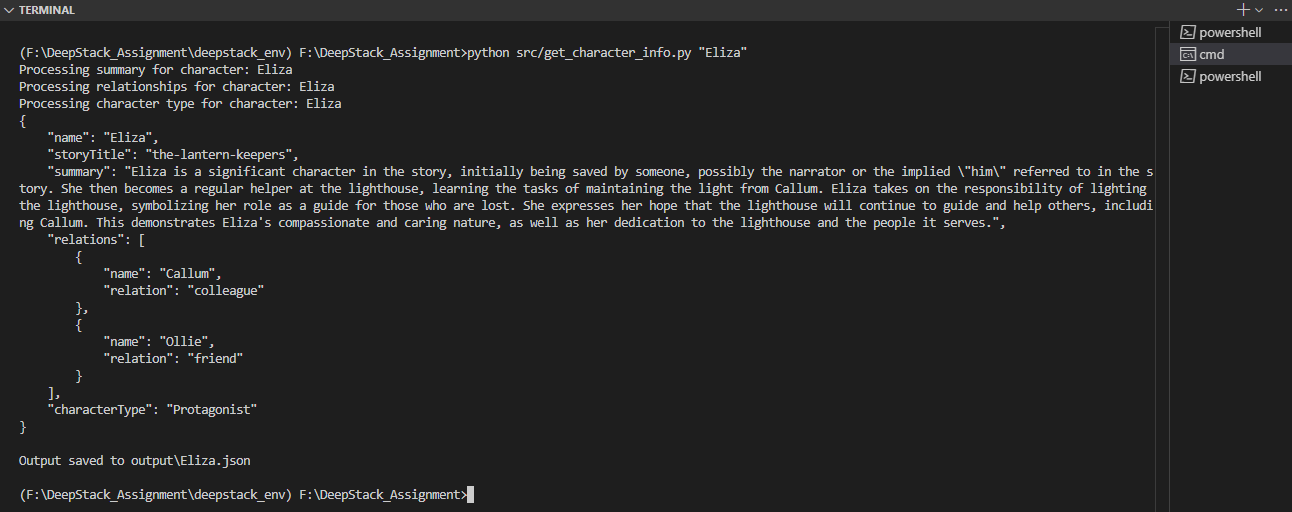 TERMINAL
(F:\DeepStack_Assignment\deepstack_env) F:\DeepStack_Assignment>python src/get_character_info.py "Eliza"
Processing summary for character: Eliza
Processing relationships for character: Eliza
Processing character type for character: Eliza
{
    "name": "Eliza",
    "storyTitle": "the-lantern-keepers",
    "summary": "Eliza is a significant character in the story, initially being saved by someone, possibly the narrator or the implied \"him\" referred to in the s
tory. She then becomes a regular helper at the lighthouse, learning the tasks of maintaining the light from Callum. Eliza takes on the responsibility of lighting
the lighthouse, symbolizing her role as a guide for those who are lost. She expresses her hope that the lighthouse will continue to guide and help others, includi
ng Callum. This demonstrates Eliza's compassionate and caring nature, as well as her dedication to the lighthouse and the people it serves.",
    "relations": [
        {
            "name": "Callum",
            "relation": "colleague"
        },
        {
            "name": "Ollie",
            "relation": "friend"
        }
    ],
    "characterType": "Protagonist"
}
Output saved to output\Eliza.json
(F:\DeepStack_Assignment\deepstack_env) F:\DeepStack_Assignment>
powershell
cmd
powershell